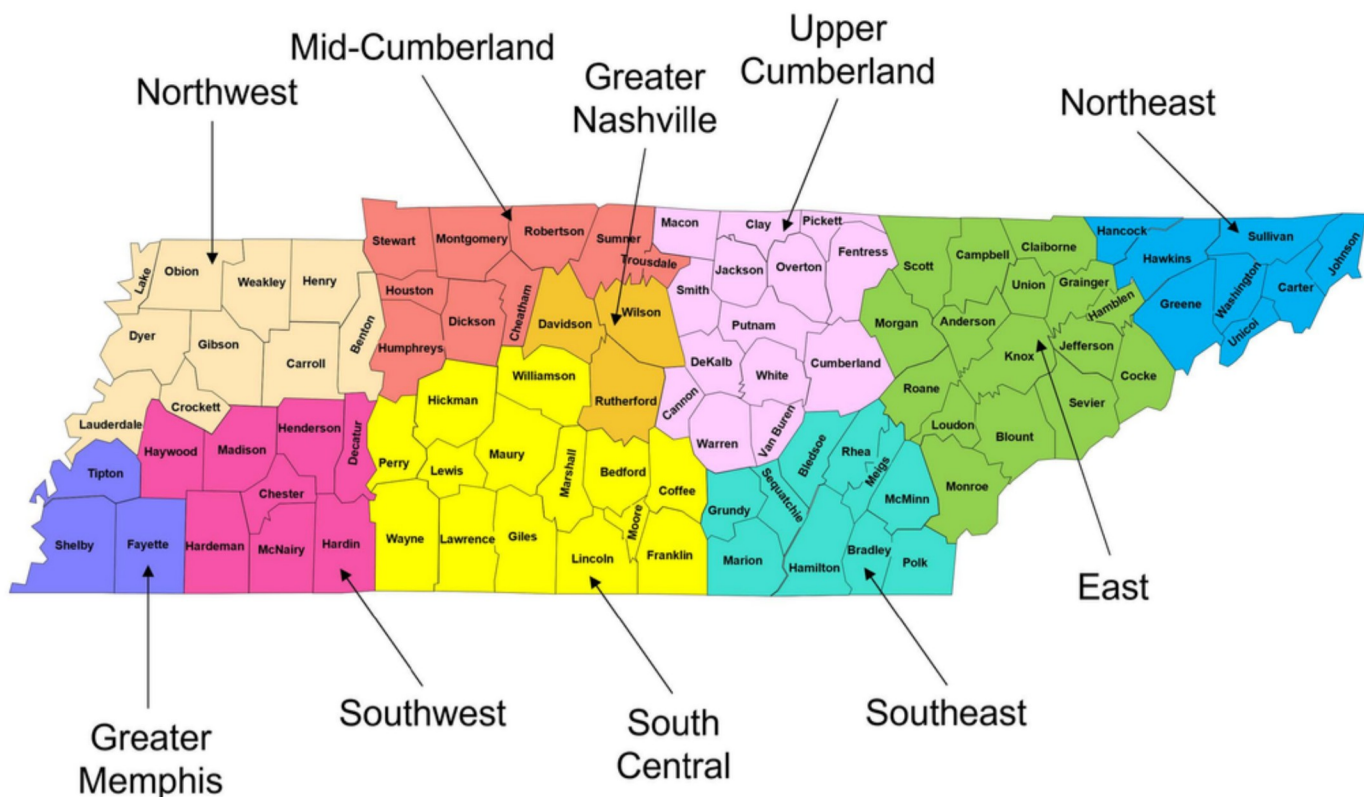 Mid-Cumberland
Upper
Cumberland
Northwest
Greater
Nashville
Northeast
Lake
Obion
Weakley
Henry
Dyer
Gibson
Carroll
Benton
Crockett
Lauderdale
Stewart
Montgomery
Robertson
Sumner
Trousdale
Houston
Dickson
Cheatham
Humphreys
Davidson
Wilson
Rutherford
Macon
Clay
Pickett
Fentress
Jackson
Overton
Smith
Putnam
DeKalb
White
Cumberland
Cannon
Warren
Van Buren
Scott
Campbell
Claiborne
Union
Grainger
Hamblen
Morgan
Anderson
Knox
Jefferson
Cocke
Roane
Loudon
Blount
Sevier
Monroe
Hancock
Hawkins
Sullivan
Johnson
Greene
Washington
Carter
Unicoi
Tipton
Shelby
Fayette
Haywood
Madison
Henderson
Decatur
Chester
Hardeman
McNairy
Hardin
Williamson
Hickman
Perry
Lewis
Maury
Marshall
Bedford
Coffee
Wayne
Lawrence
Giles
Lincoln
Moore
Franklin
Bledsoe
Rhea
Meigs
McMinn
Sequatchie
Grundy
Marion
Hamilton
Bradley
Polk
East
Southwest
South
Central
Southeast
Greater
Memphis